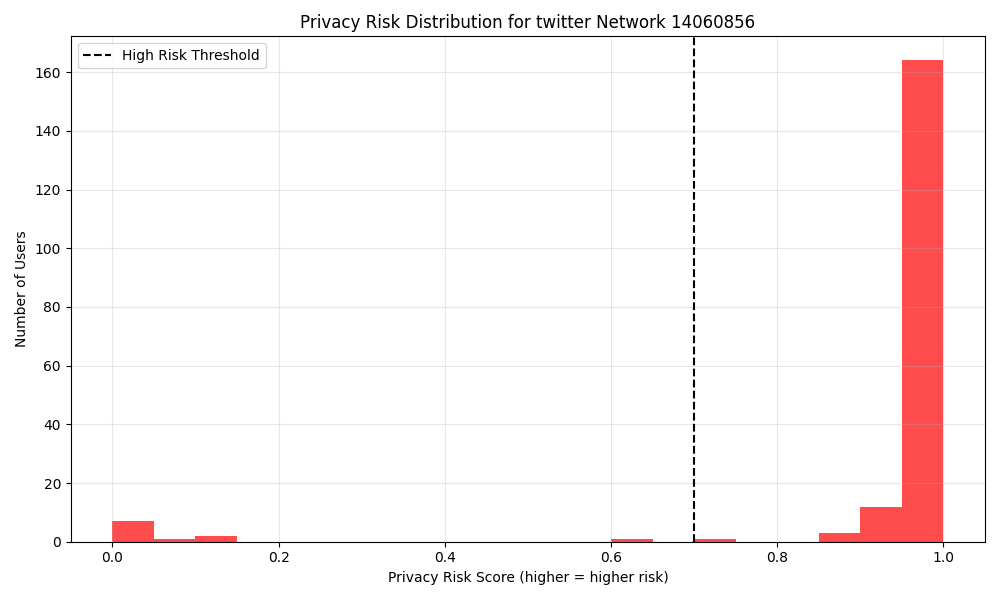 Privacy Risk Distribution for twitter Network 14060856
High Risk Threshold
Number of Users
160
140
120
100
80
60
40
20
0
0.0 0.2 0.4 0.6 0.8 1.0
Privacy Risk Score (higher = higher risk)